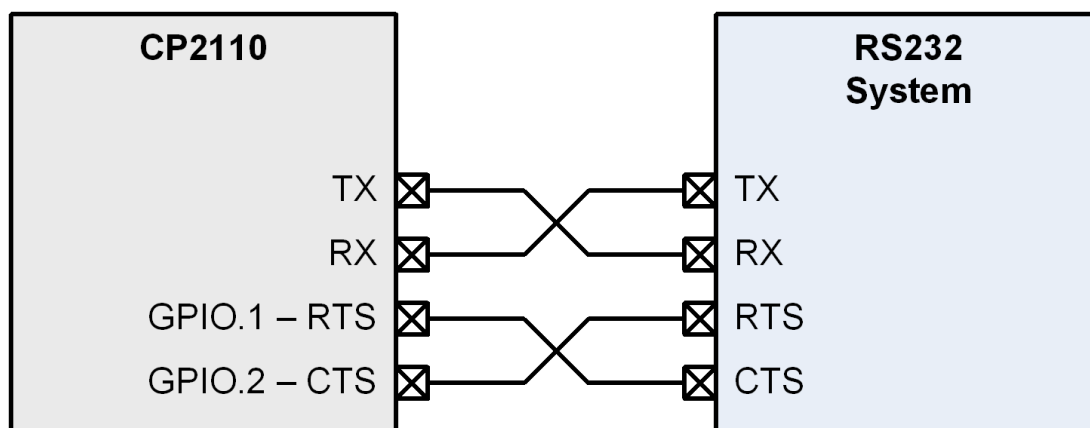 CP2110
RS232
System
TX
RX
GPIO.1 – RTS
GPIO.2 – CTS
TX
RX
RTS
CTS